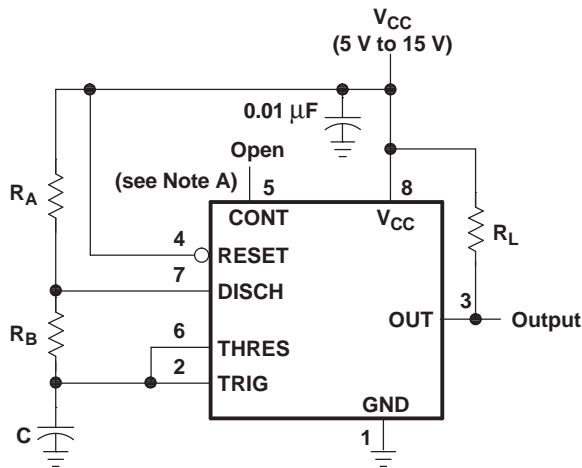 VCC
(5 V to 15 V)
0.01 μF
Open
(see Note A)
5
8
RA
CONT
VCC
RL
4
RESET
7
DISCH
3
OUT
Output
RB
6
THRES
2
TRIG
GND
C
1